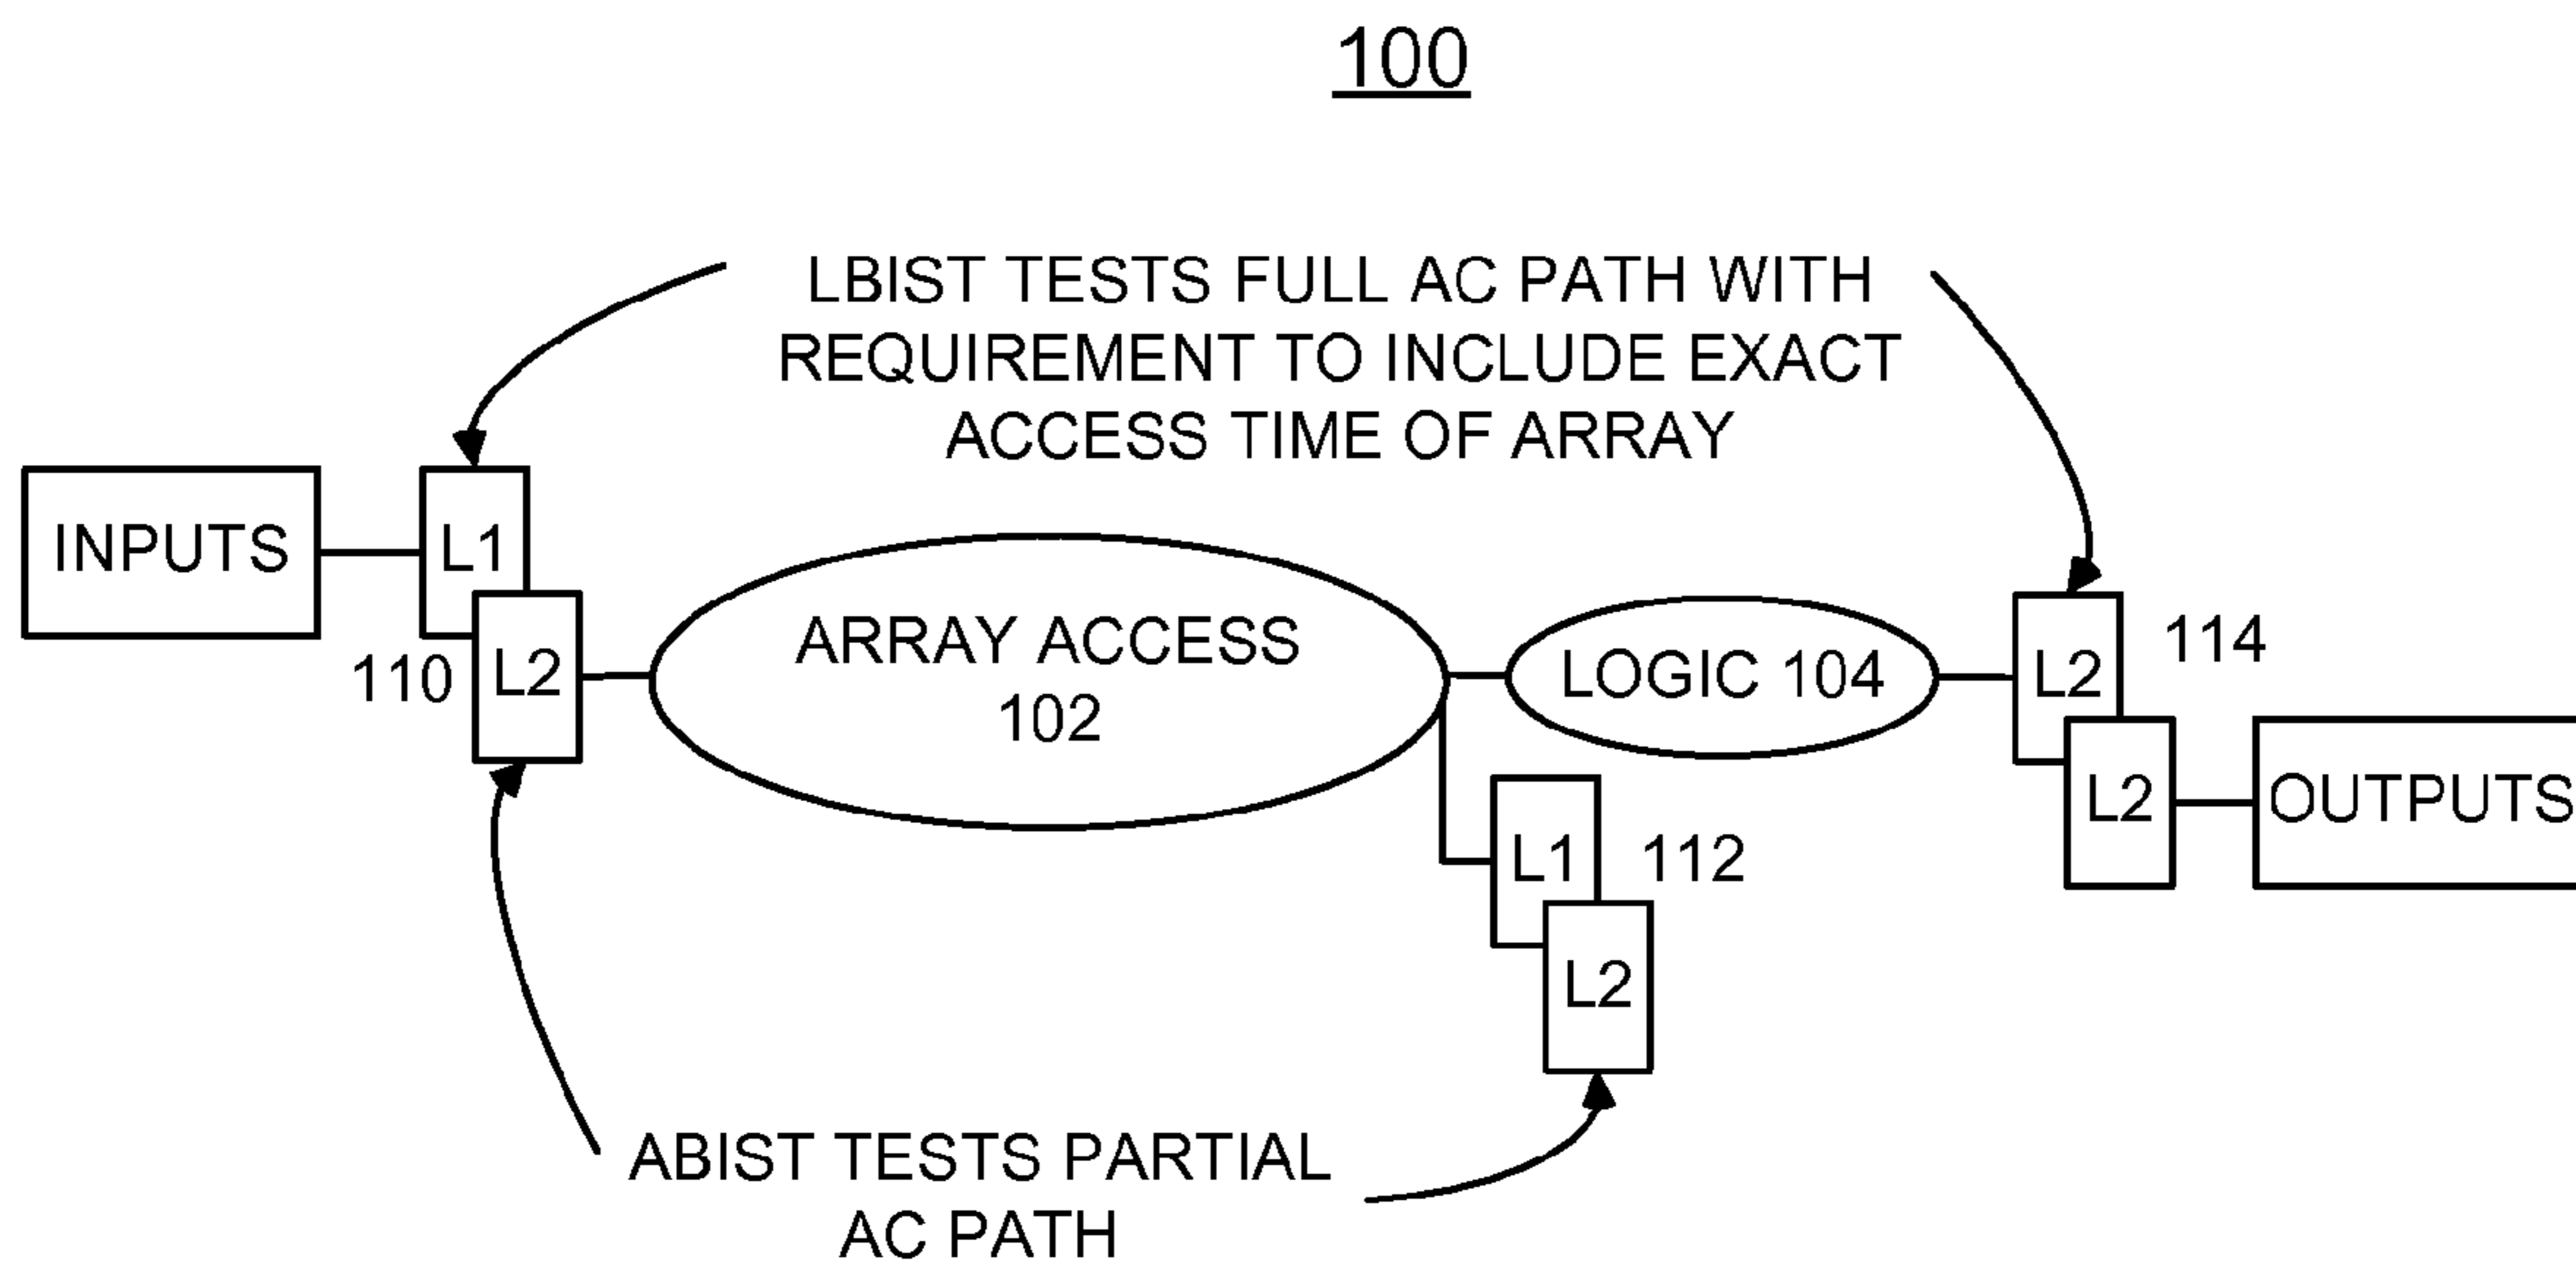 100
LBIST TESTS FULL AC PATH WITH
REQUIREMENT TO INCLUDE EXACT
ACCESS TIME OF ARRAY
INPUTS
L1
110
L2
ARRAY ACCESS
102
LOGIC 104
L2
114
L2
OUTPUTS
L1
112
L2
ABIST TESTS PARTIAL
AC PATH